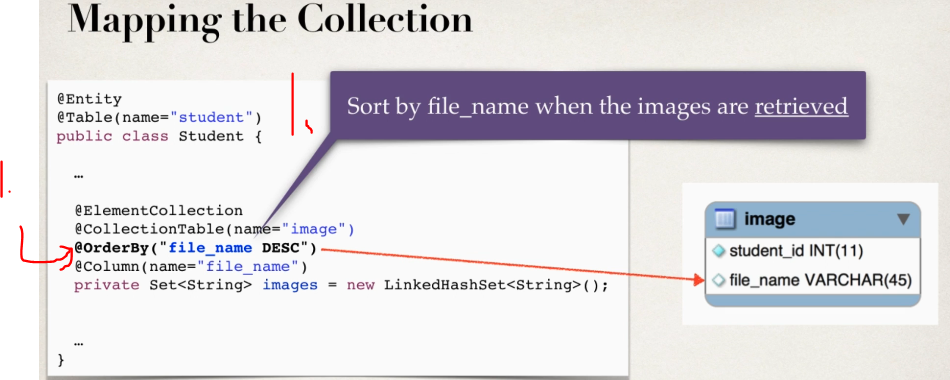 Mapping the Collection
Sort by file_name when the images are retrieved
@Entity
@Table(name="student")
public class Student {
…
@ElementCollection
@CollectionTable(name="image")
@OrderBy("file_name DESC")
@Column(name="file_name")
private Set<String> images = new LinkedHashSet<String>();
…
}
1.
image
student_id INT(11)
file_name VARCHAR(45)